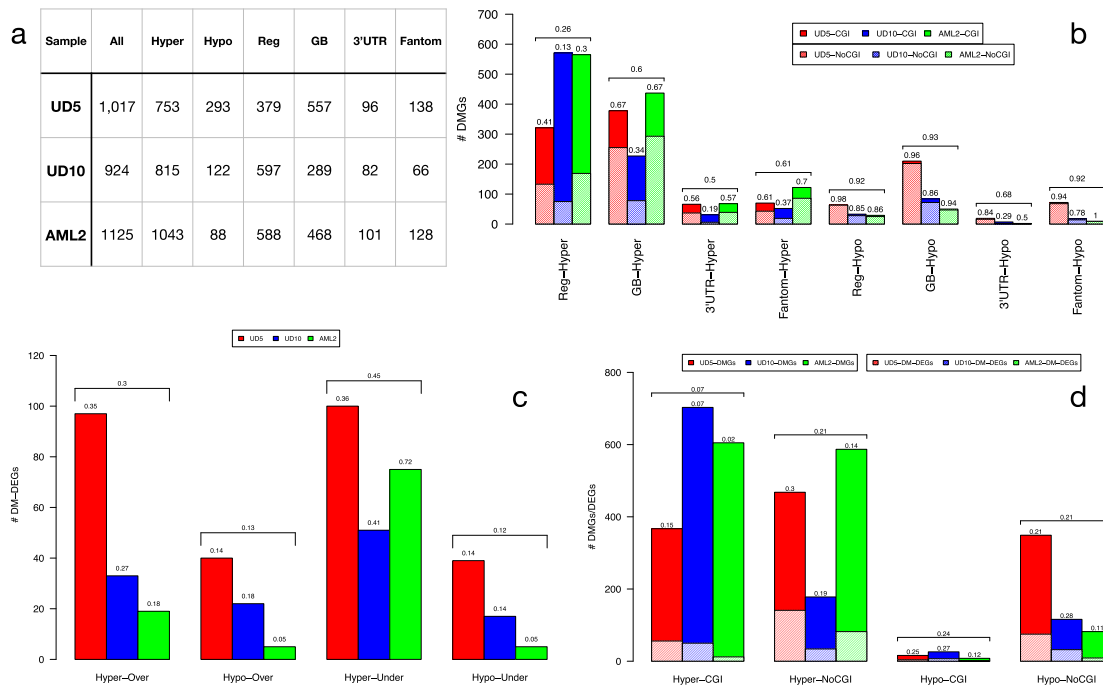 a
Sample All Hyper Hypo Reg GB 3'UTR Fantom
UD5 1,017 753 293 379 557 96 138
UD10 924 815 122 597 289 82 66
AML2 1125 1043 88 588 468 101 128
b
UD5–CGI UD10–CGI AML2–CGI
UD5–NoCGI UD10–NoCGI AML2–NoCGI
# DMGs
700
600
500
400
300
200
100
0
0.26
0.41 0.13 0.3
0.6
0.67 0.34 0.67
0.5
0.56 0.19 0.57
0.61
0.61 0.37 0.7
0.92
0.98 0.85 0.86
0.93
0.96 0.86 0.94
0.68
0.84 0.29 0.5
0.92
0.94 0.78 1
Reg–Hyper
GB–Hyper
3'UTR–Hyper
Fantom–Hyper
Reg–Hypo
GB–Hypo
3'UTR–Hypo
Fantom–Hypo
c
UD5 UD10 AML2
# DM–DEGs
120
100
80
60
40
20
0
0.3
0.35 0.27 0.18
0.13
0.14 0.18 0.05
0.45
0.36 0.41 0.72
0.12
0.14 0.14 0.05
Hyper–Over Hypo–Over Hyper–Under Hypo–Under
d
UD5–DMGs UD10–DMGs AML2–DMGs UD5–DM–DEGs UD10–DM–DEGs AML2–DM–DEGs
# DMGs/DEGs
800
600
400
200
0
0.07
0.15 0.07 0.02
0.21
0.3 0.19 0.14
0.24
0.25 0.27 0.12
0.21
0.21 0.28 0.11
Hyper–CGI Hyper–NoCGI Hypo–CGI Hypo–NoCGI